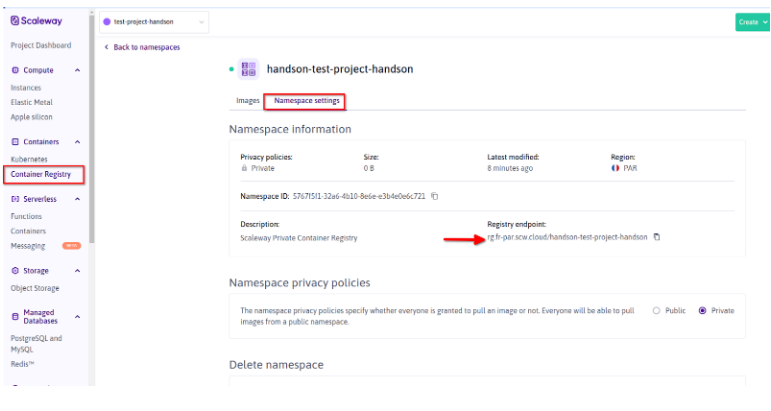 Scaleway
test-project-handson
Create
Project Dashboard
Back to namespaces
Compute
Instances
Elastic Metal
Apple silicon
Containers
Kubernetes
Container Registry
Serverless
Functions
Containers
Messaging
Storage
Object Storage
Managed
Databases
PostgreSQL and
MySQL
Redis™
handson-test-project-handson
Images
Namespace settings
Namespace information
Privacy policies:
Private
Size:
0 B
Latest modified:
8 minutes ago
Region:
PAR
Namespace ID: 5767f5f1-32a6-4b10-8e6e-e3b4e0e6c721
Description:
Scaleway Private Container Registry
Registry endpoint:
rg.fr-par.scw.cloud/handson-test-project-handson
Namespace privacy policies
The namespace privacy policies specify whether everyone is granted to pull an image or not. Everyone will be able to pull
images from a public namespace.
Public
Private
Delete namespace